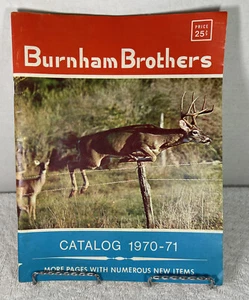 PRICE
25¢
Burnham Brothers
CATALOG 1970-71
MORE PAGES WITH NUMEROUS NEW ITEMS